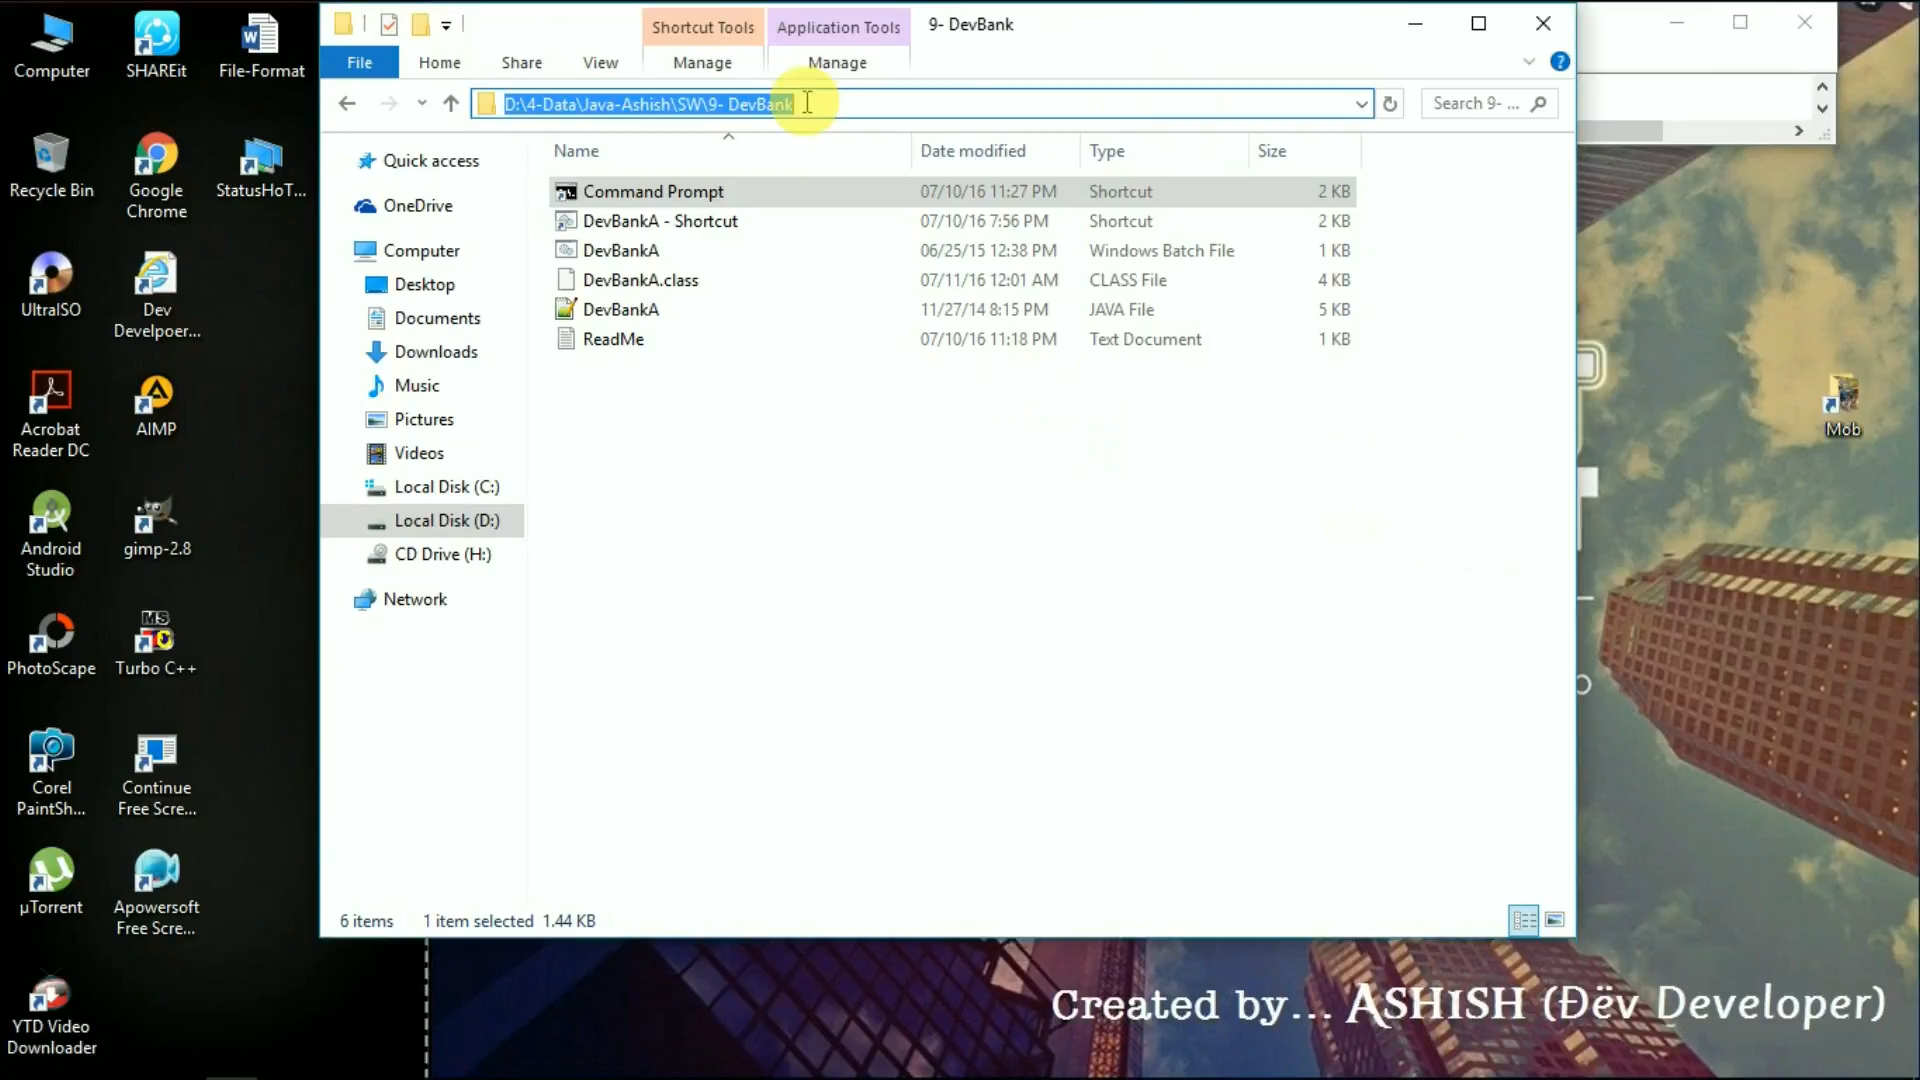 Computer
SHAREit
File-Format
Recycle Bin
Google
Chrome
StatusHoT...
UltraISO
Dev
Develpoer...
Acrobat
Reader DC
AIMP
Android
Studio
gimp-2.8
PhotoScape
MS
Turbo C++
Corel
PaintSh...
Continue
Free Scre...
µTorrent
Apowersoft
Free Scre...
YTD Video
Downloader
Shortcut Tools
Application Tools
9- DevBank
File
Home
Share
View
Manage
Manage
?
D:\4-Data\Java-Ashish\SW\9- DevBank
Search 9- ...
Quick access
OneDrive
Computer
Desktop
Documents
Downloads
Music
Pictures
Videos
Local Disk (C:)
Local Disk (D:)
CD Drive (H:)
Network
Name Date modified Type Size
Command Prompt 07/10/16 11:27 PM Shortcut 2 KB
DevBankA - Shortcut 07/10/16 7:56 PM Shortcut 2 KB
DevBankA 06/25/15 12:38 PM Windows Batch File 1 KB
DevBankA.class 07/11/16 12:01 AM CLASS File 4 KB
DevBankA 11/27/14 8:15 PM JAVA File 5 KB
ReadMe 07/10/16 11:18 PM Text Document 1 KB
6 items 1 item selected 1.44 KB
Mob
Created by... ASHISH (Ðëv Developer)